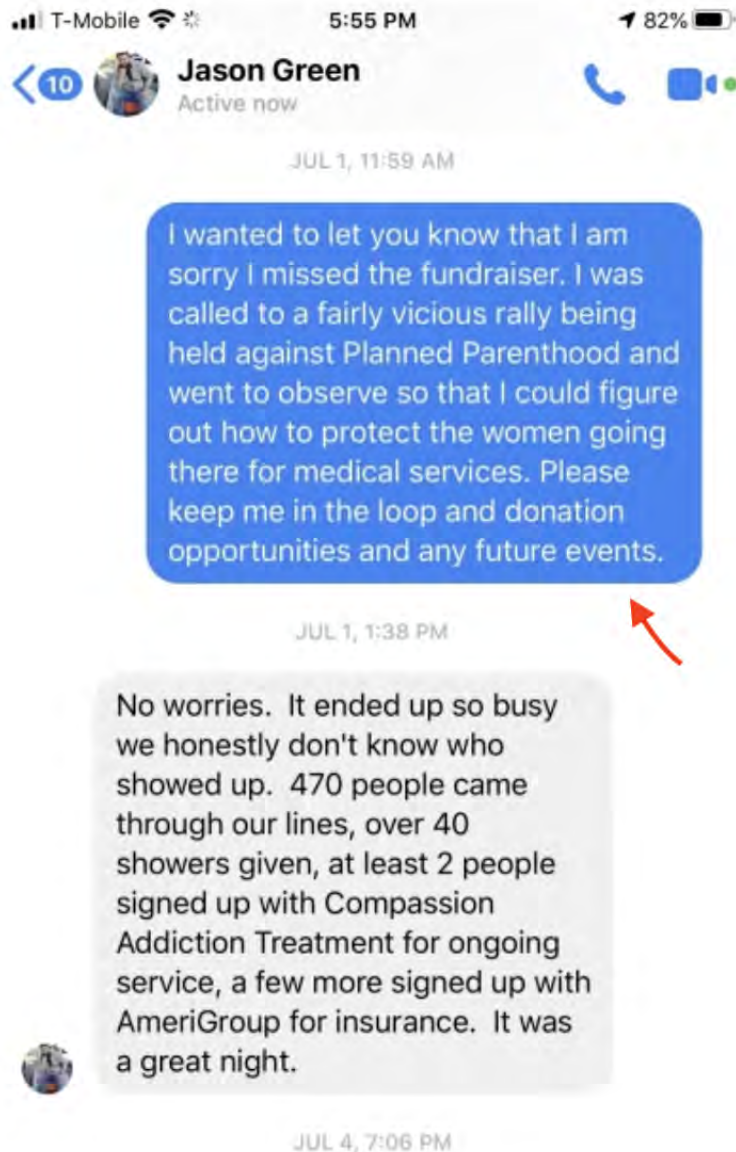 T-Mobile 5:55 PM 82%
10 Jason Green
Active now
JUL 1, 11:59 AM
I wanted to let you know that I am
sorry I missed the fundraiser. I was
called to a fairly vicious rally being
held against Planned Parenthood and
went to observe so that I could figure
out how to protect the women going
there for medical services. Please
keep me in the loop and donation
opportunities and any future events.
JUL 1, 1:38 PM
No worries. It ended up so busy
we honestly don't know who
showed up. 470 people came
through our lines, over 40
showers given, at least 2 people
signed up with Compassion
Addiction Treatment for ongoing
service, a few more signed up with
AmeriGroup for insurance. It was
a great night.
JUL 4, 7:06 PM